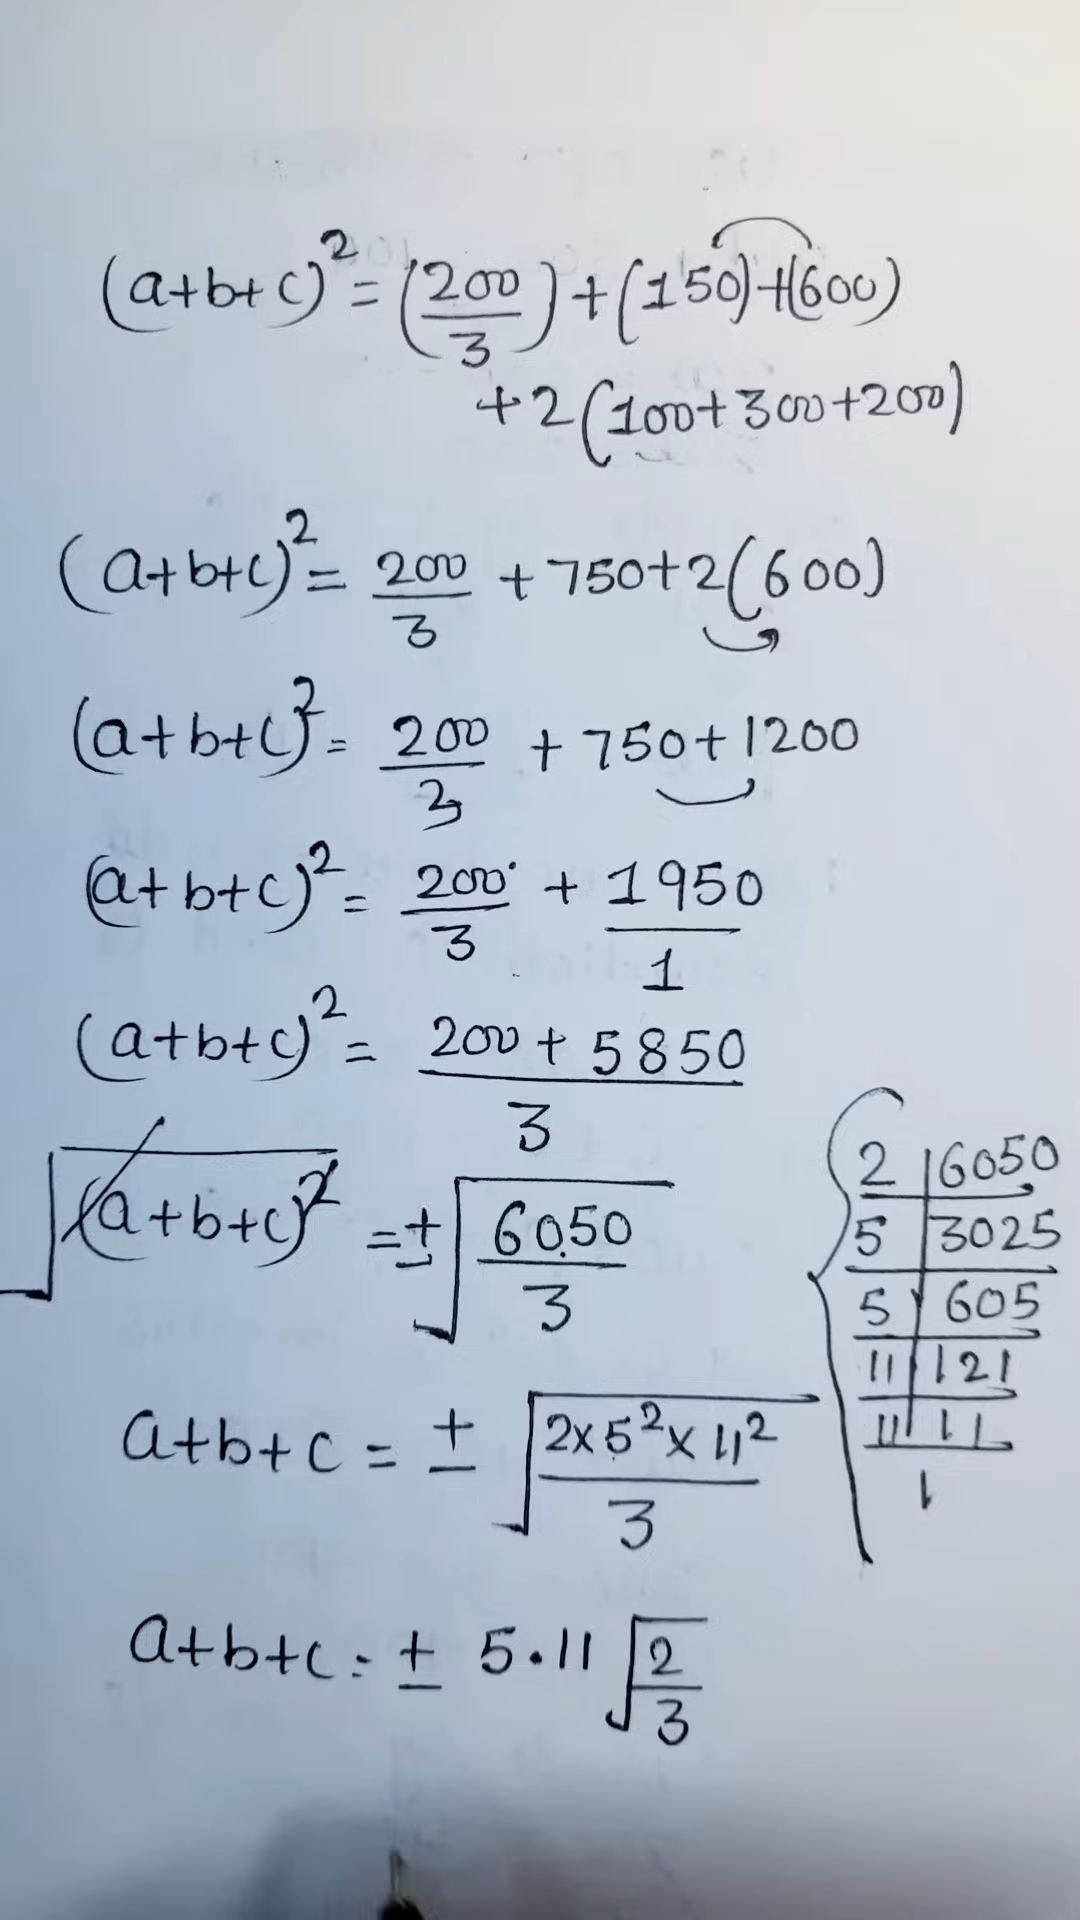 (a+b+c)² = (200/3) + (150) + (600)
+2(100+300+200)
(a+b+c)² = 200/3 + 750+2(600)
(a+b+c)² = 200/3 + 750+1200
(a+b+c)² = 200/3 + 1950/1
(a+b+c)² = (200+5850)/3
√(a+b+c)² = ±√(6050/3)
a+b+c = ± √(2×5²×11²/3)
a+b+c = ± 5·11 √(2/3)
2 | 6050
5 | 3025
5 | 605
11 | 121
11 | 11
1